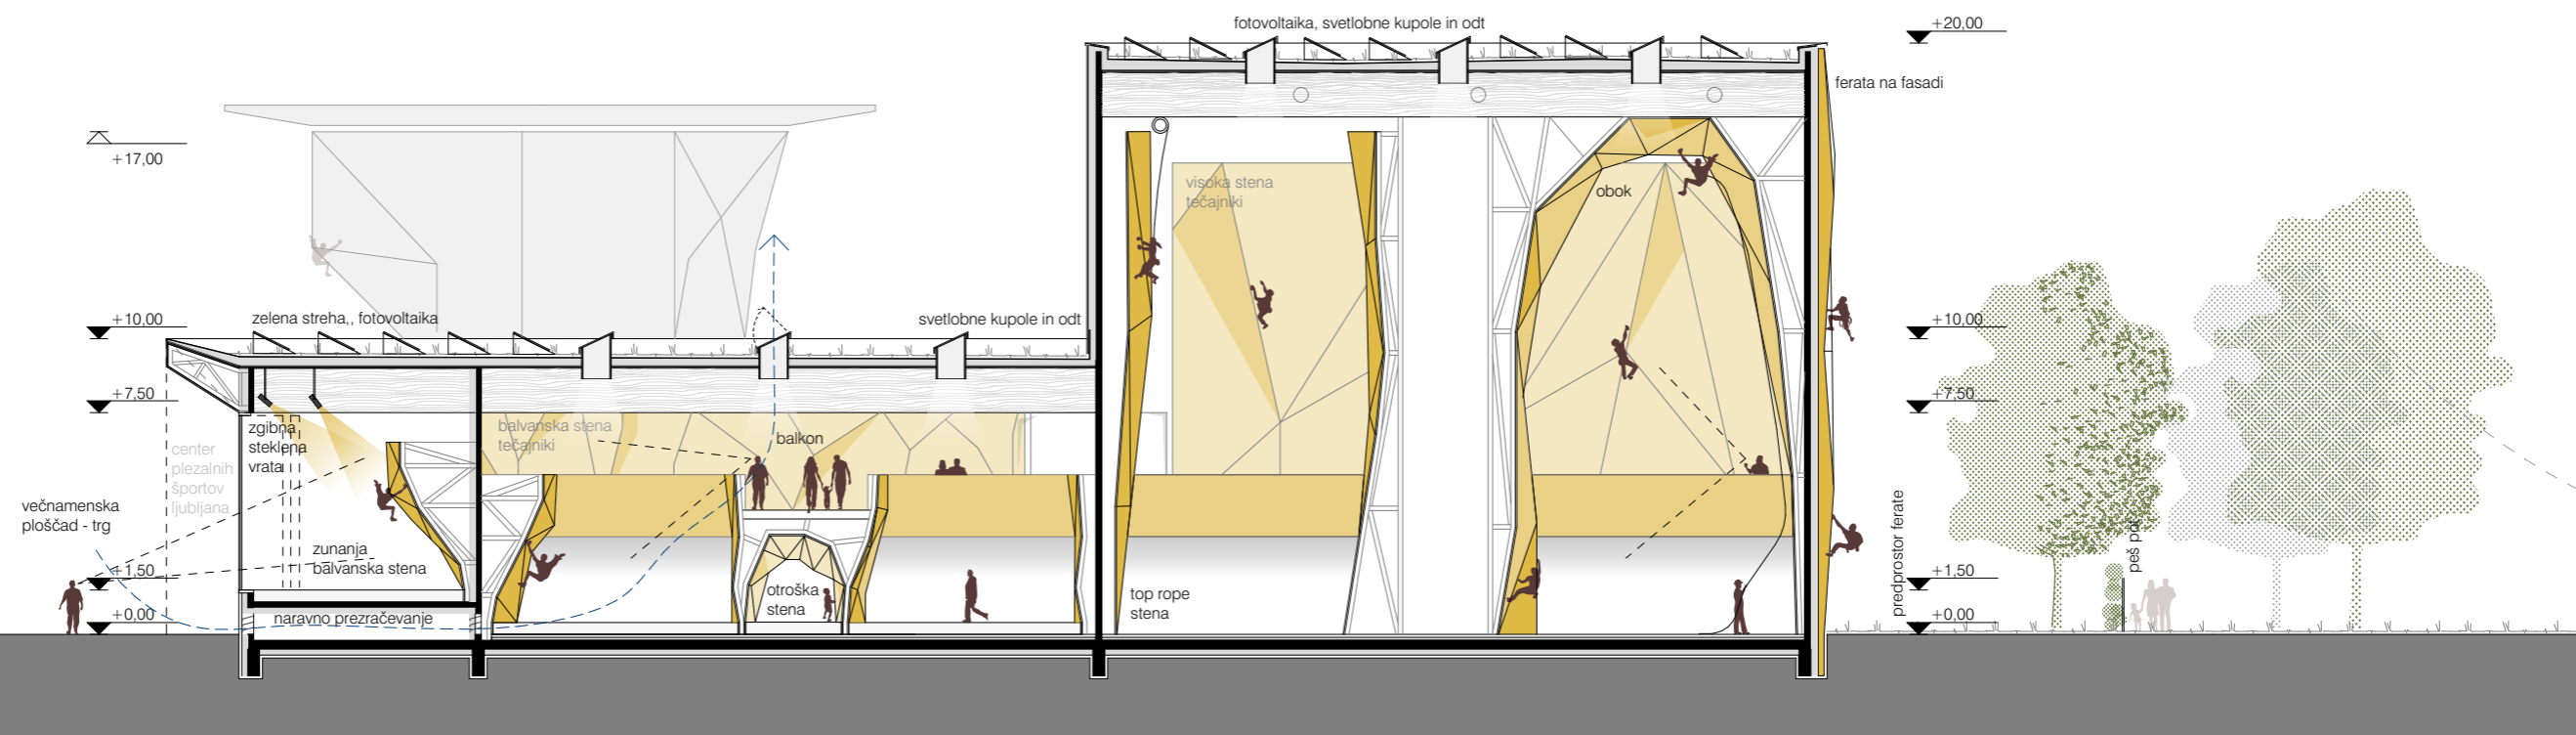 fotovoltaika, svetlobne kupole in odt
+20,00
ferata na fasadi
+17,00
visoka stena
tečajniki
obok
+10,00
zelena streha,, fotovoltaika
svetlobne kupole in odt
+10,00
+7,50
+7,50
zgibna
steklena
vrata
balvanska stena
tečajniki
balkon
center
plezalnih
športov
ljubljana
večnamenska
ploščad - trg
zunanja
balvanska stena
+1,50
+0,00
naravno prezračevanje
otroška
stena
top rope
stena
predprostor ferate
+1,50
+0,00
peš